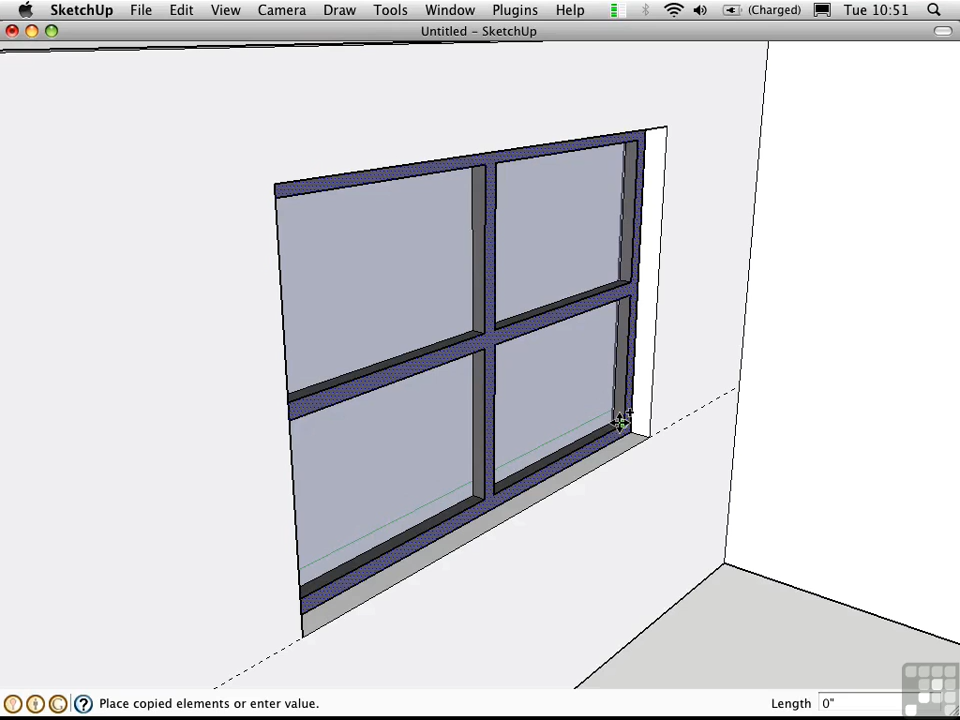 SketchUp File Edit View Camera Draw Tools Window Plugins Help (Charged) Tue 10:51
Untitled – SketchUp
Place copied elements or enter value. Length 0"